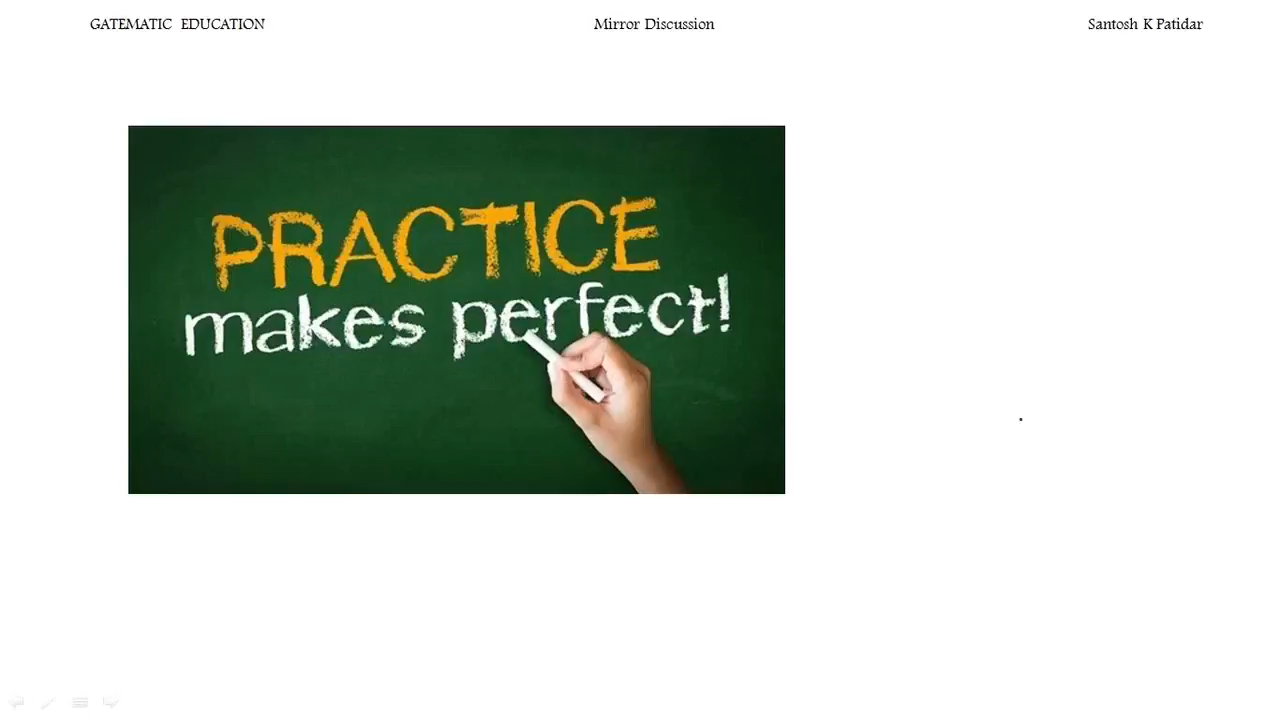 GATEMATIC EDUCATION
Mirror Discussion
Santosh K Patidar
PRACTICE
makes perfect!